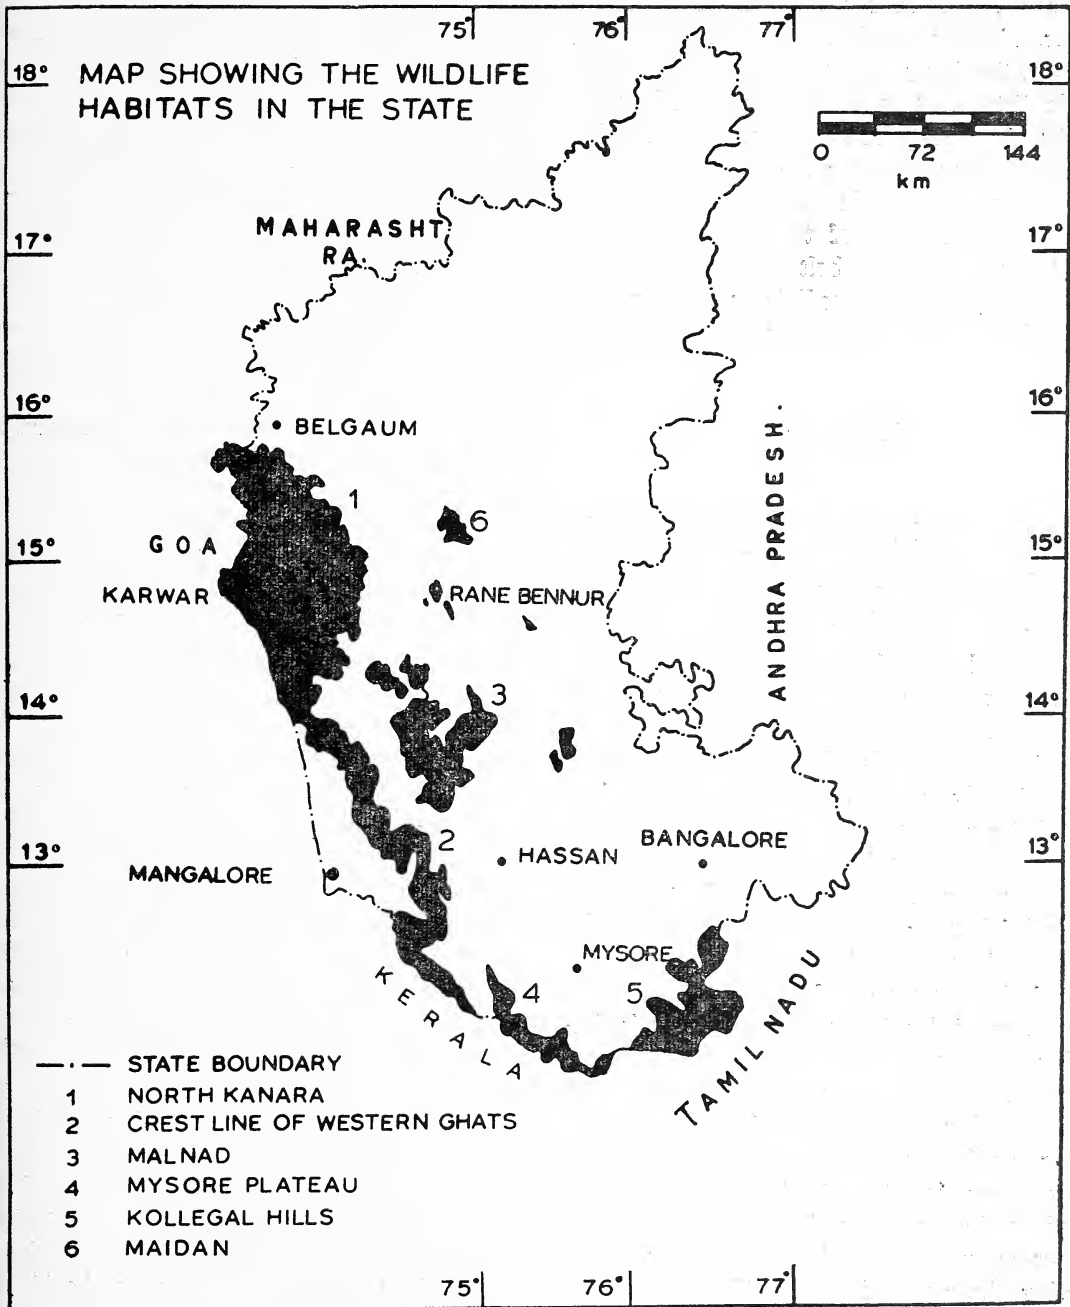 75°
76°
77°
18°
MAP SHOWING THE WILDLIFE
HABITATS IN THE STATE
18°
0 72 144
km
MAHARASHT
RA.
17°
17°
16°
16°
BELGAUM
1
6
ANDHRA PRADESH.
GOA
15°
15°
KARWAR
RANE BENNUR
14°
3
14°
13°
2
HASSAN
BANGALORE
13°
MANGALORE
MYSORE
4
5
KERALA
TAMIL NADU
STATE BOUNDARY
1 NORTH KANARA
2 CREST LINE OF WESTERN GHATS
3 MALNAD
4 MYSORE PLATEAU
5 KOLLEGAL HILLS
6 MAIDAN
75°
76°
77°